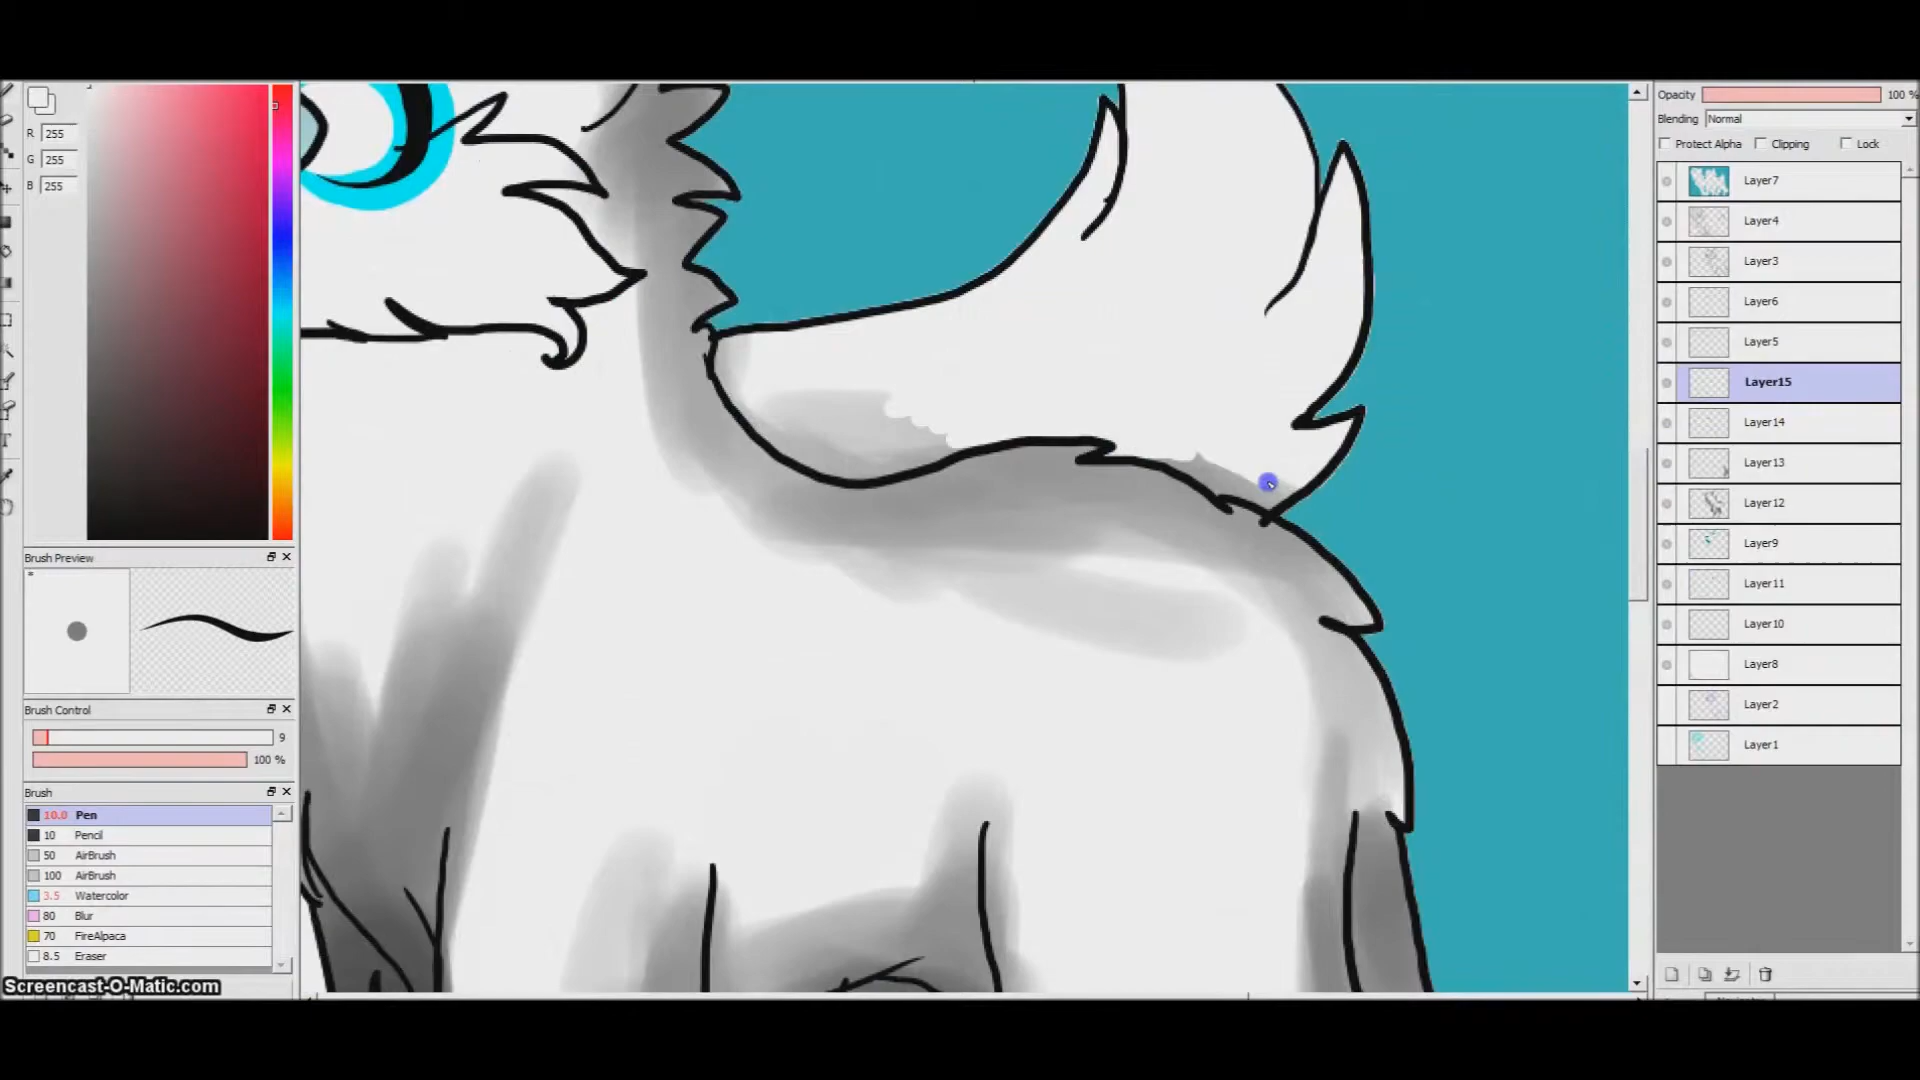 Opacity 100 %
Blending Normal
Protect Alpha Clipping Lock
R 255
G 255
B 255
Layer7
Layer4
Layer3
Layer6
Layer5
Layer15
Layer14
Layer13
Layer12
Layer9
Layer11
Layer10
Layer8
Layer2
Layer1
Brush Preview
Brush Control
9
100 %
Brush
10.0 Pen
10 Pencil
50 AirBrush
100 AirBrush
3.5 Watercolor
80 Blur
70 FireAlpaca
8.5 Eraser
T
Screencast-O-Matic.com